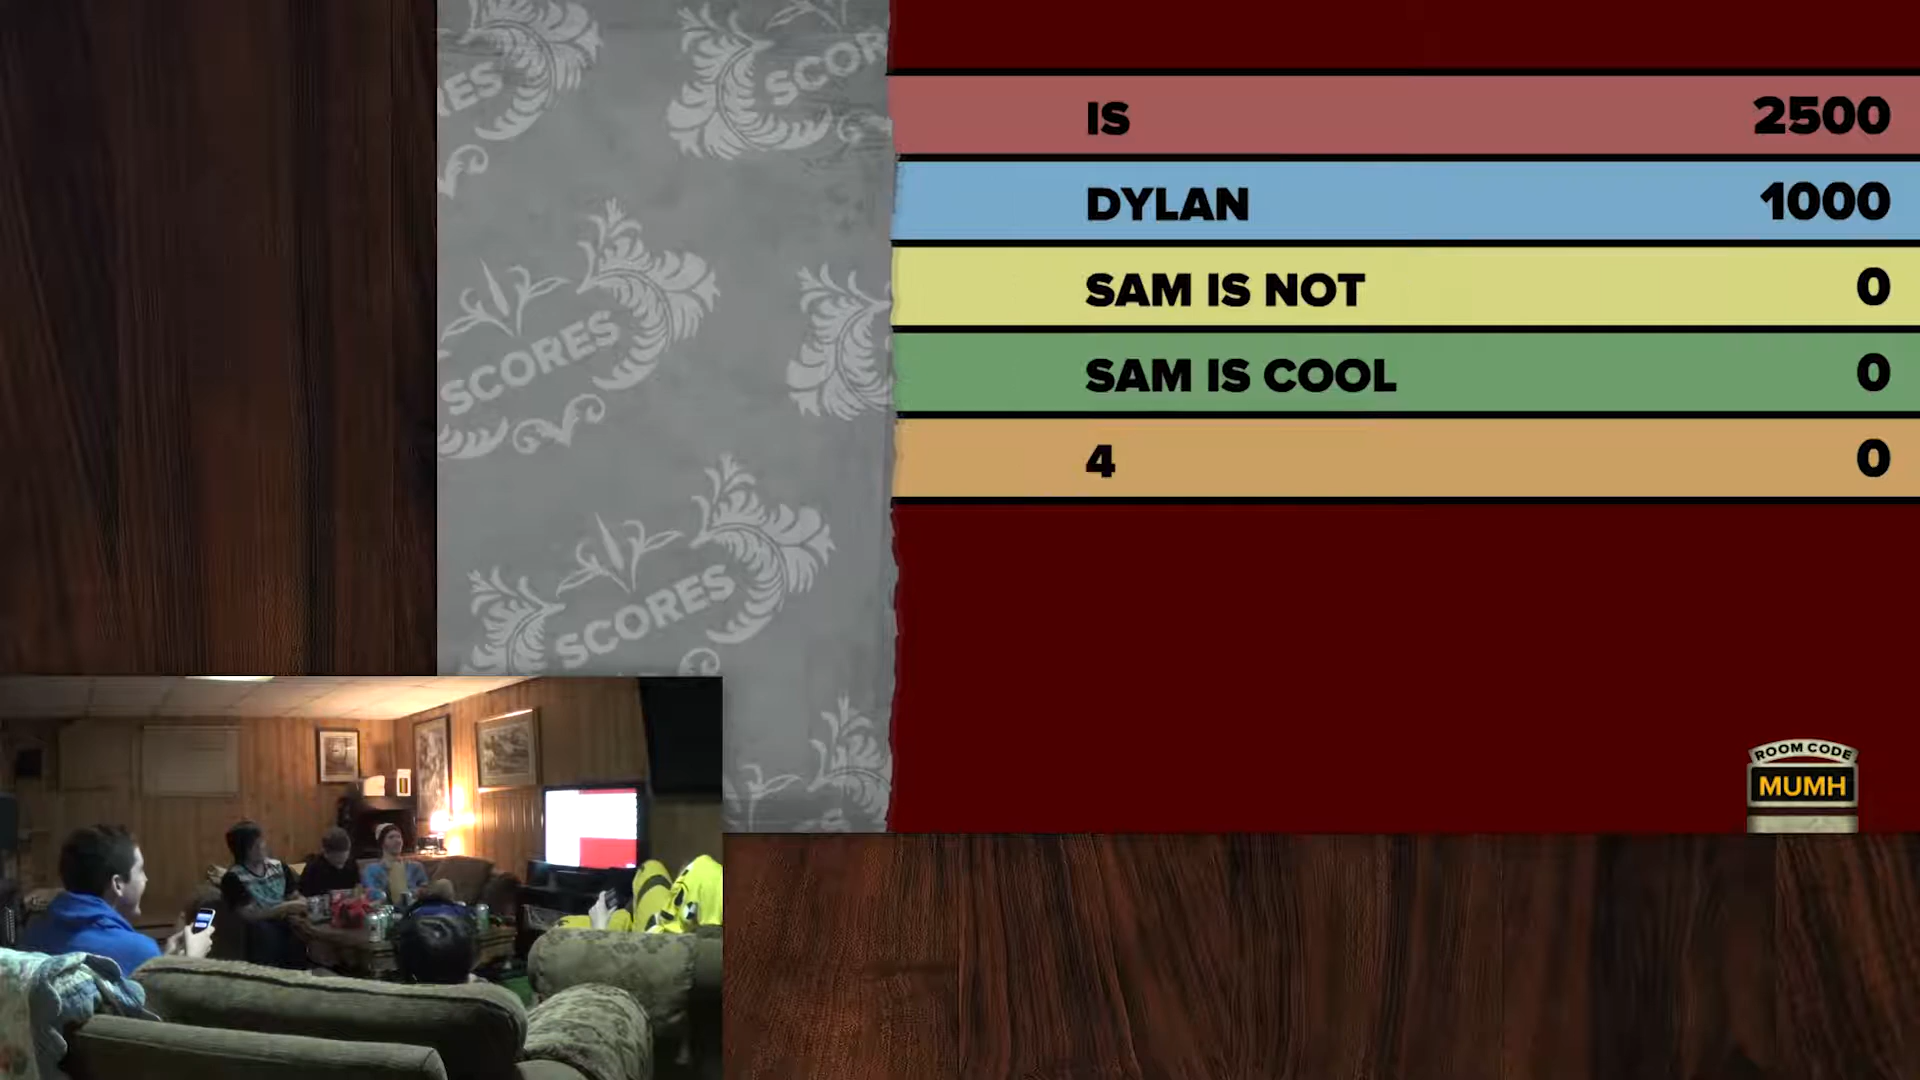 ES
SCOR
SCORES
SCORES
IS 2500
DYLAN 1000
SAM IS NOT 0
SAM IS COOL 0
4 0
ROOM CODE
MUMH